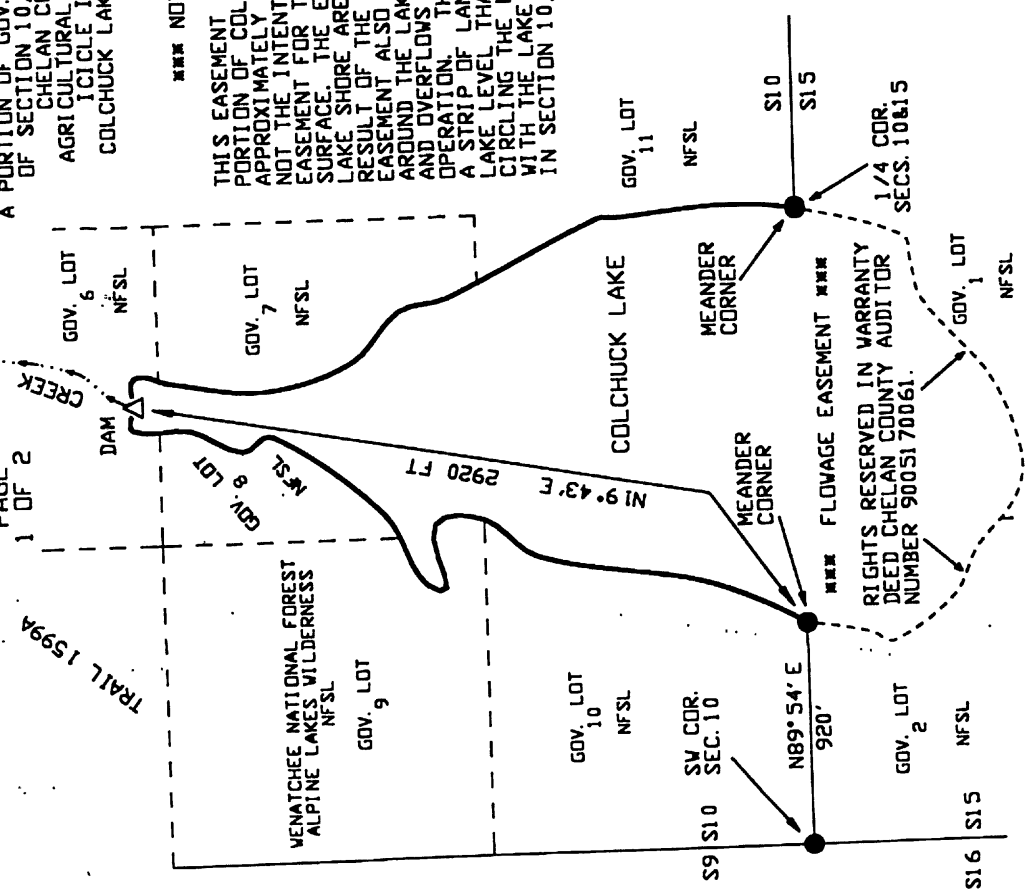 PAGE
1 OF 2
A PORTION OF GOV.
OF SECTION 10,
CHELAN CO
AGRICULTURAL
ICICLE I
COLCHUCK LAK
*** NO
THIS EASEMENT
PORTION OF COL
APPROXIMATELY
NOT THE INTENT
EASEMENT FOR T
SURFACE. THE E
LAKE SHORE ARE
RESULT OF THE
EASEMENT ALSO
AROUND THE LAK
AND OVERFLOWS
OPERATION. TH
A STRIP OF LAN
LAKE LEVEL THA
CIRCLING THE L
WITH THE LAKE
IN SECTION 10,
TRAIL 1599A
CREEK
DAM
GOV. LOT
6
NFSL
GOV. LOT
7
NFSL
GOV. LOT
8
NFSL
WENATCHEE NATIONAL FOREST
ALPINE LAKES WILDERNESS
NFSL
GOV. LOT
9
N19°43'E 2920 FT
COLCHUCK LAKE
GOV. LOT
11
NFSL
GOV. LOT
10
NFSL
MEANDER
CORNER
MEANDER
CORNER
S10
S15
1/4 COR.
SECS. 10&15
SW COR.
SEC. 10
S9 S10
N89°54'E
920'
*** FLOWAGE EASEMENT ***
RIGHTS RESERVED IN WARRANTY
DEED CHELAN COUNTY AUDITOR
NUMBER 9005170061.
GOV. LOT
2
NFSL
GOV. LOT
1
NFSL
S16 S15